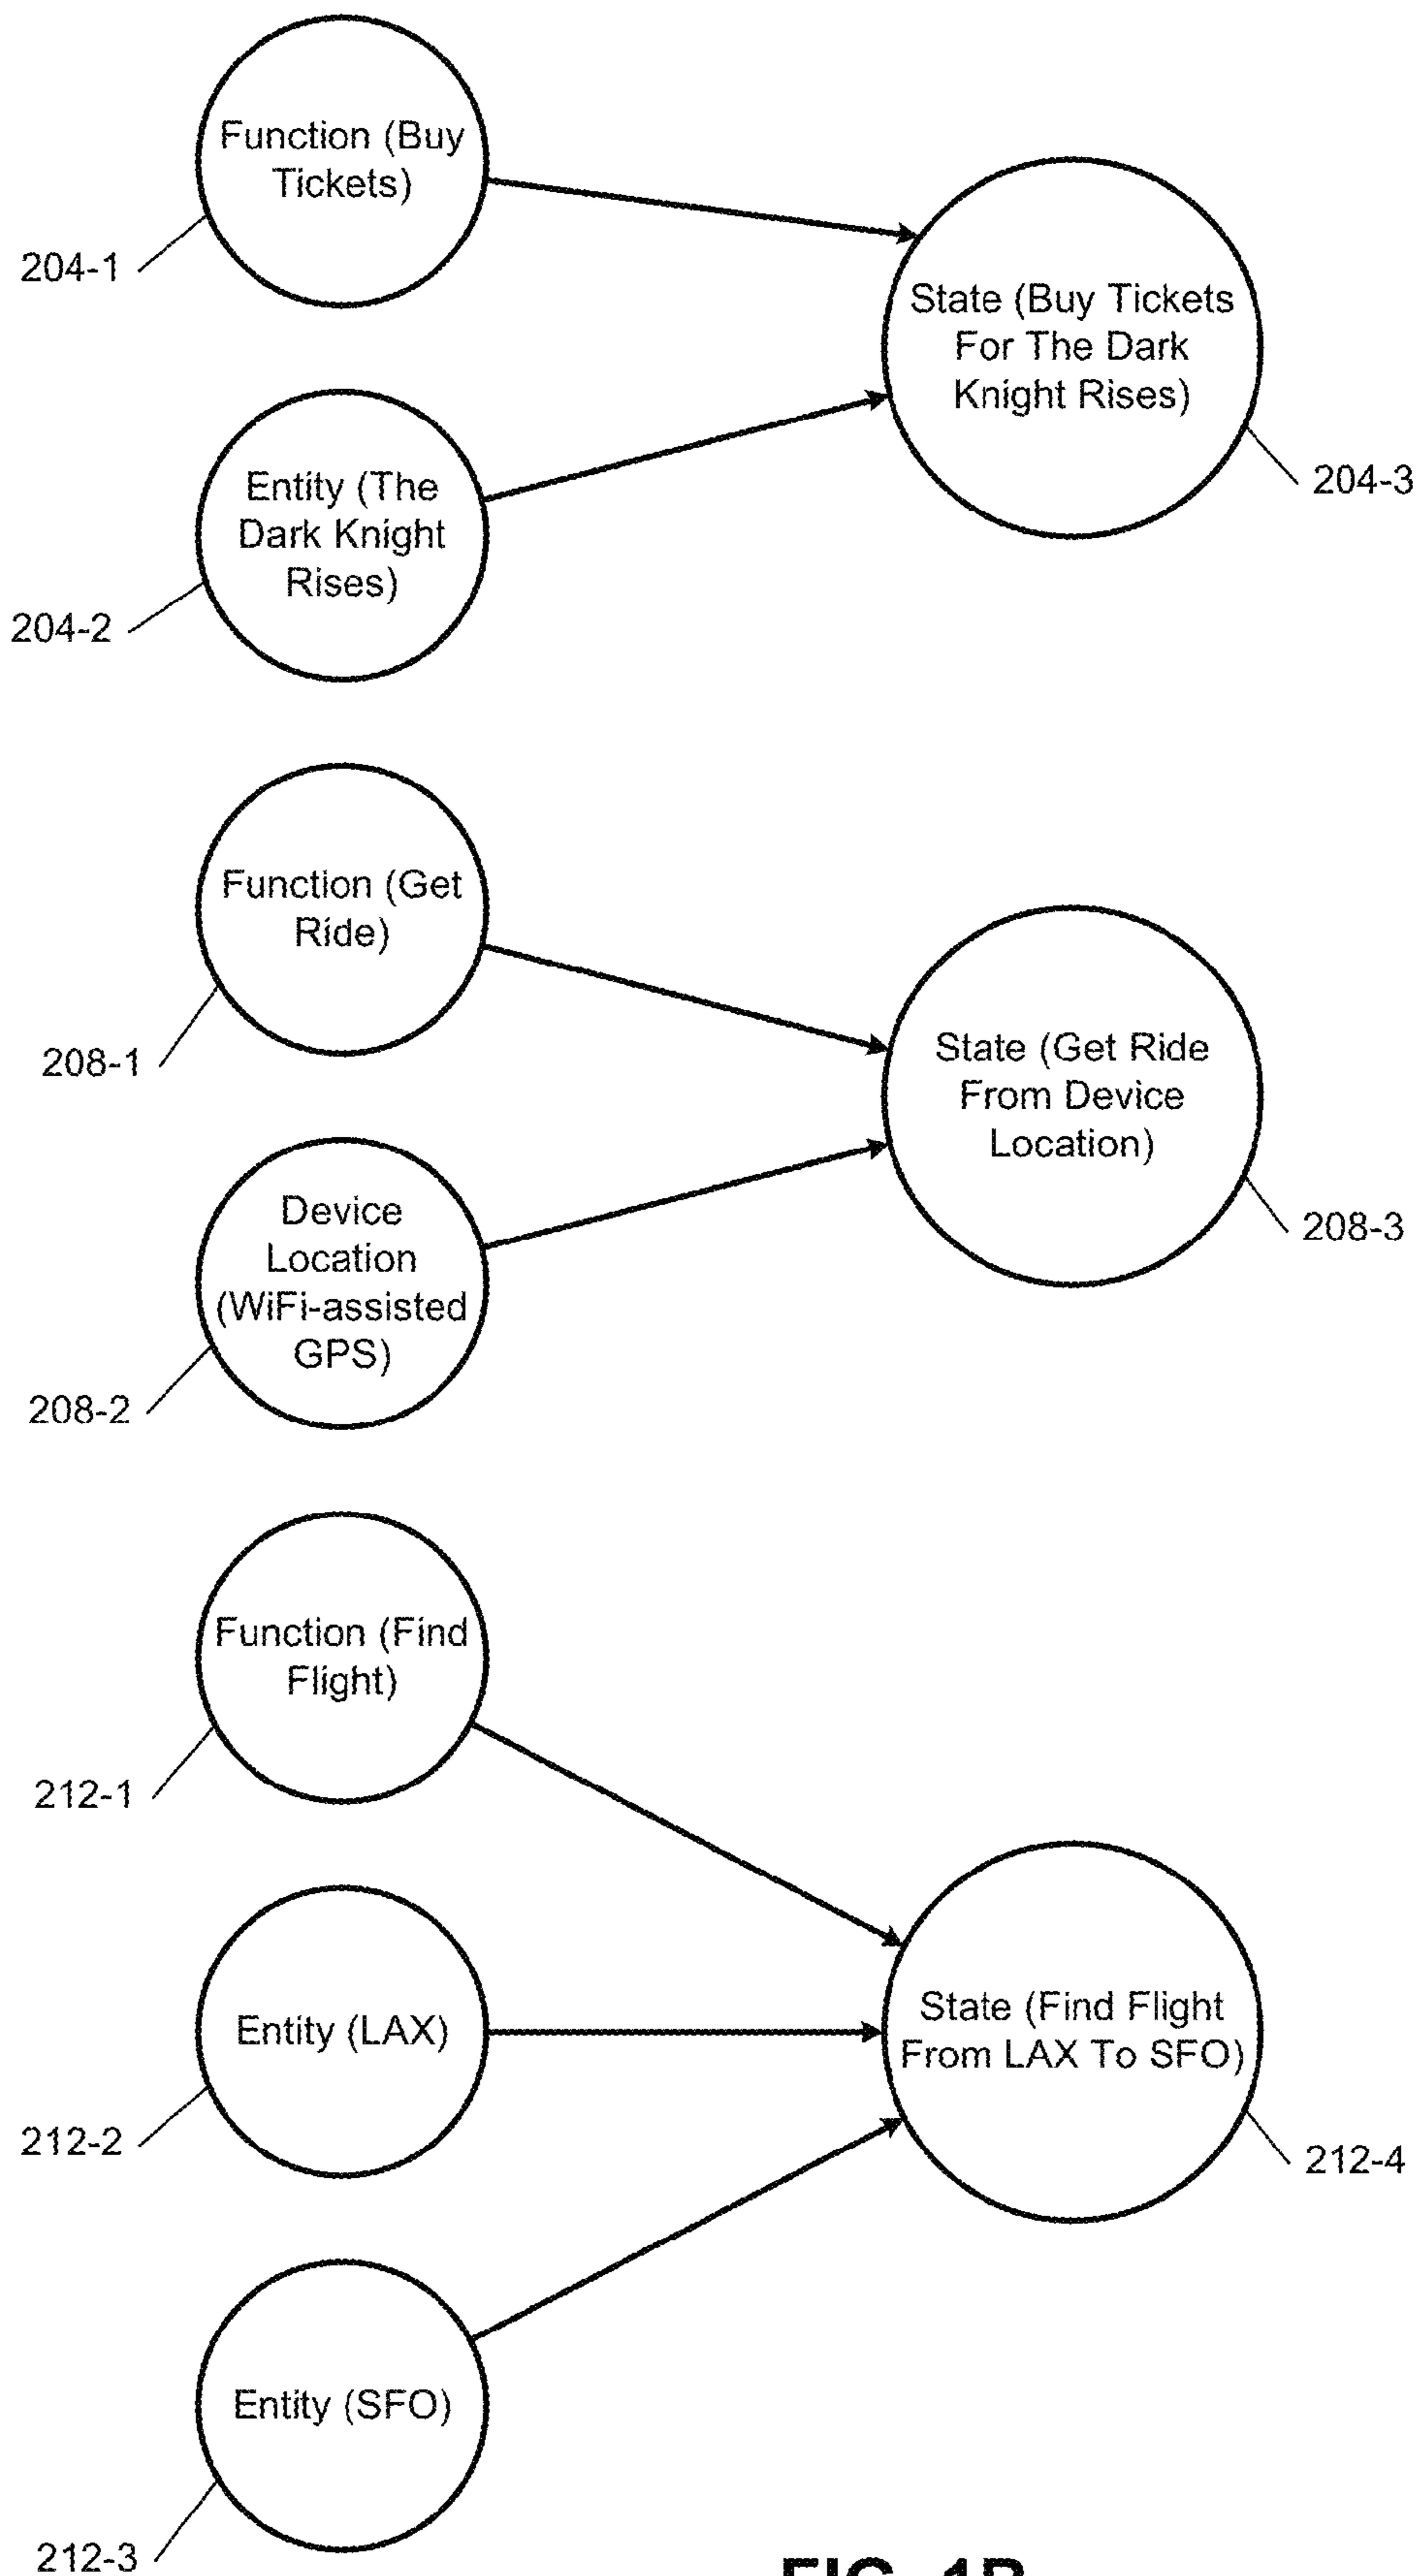 Function (Buy
Tickets)
204-1
State (Buy Tickets
For The Dark
Knight Rises)
204-3
Entity (The
Dark Knight
Rises)
204-2
Function (Get
Ride)
208-1
State (Get Ride
From Device
Location)
208-3
Device
Location
(WiFi-assisted
GPS)
208-2
Function (Find
Flight)
212-1
Entity (LAX)
212-2
State (Find Flight
From LAX To SFO)
212-4
Entity (SFO)
212-3
FIG. 1B